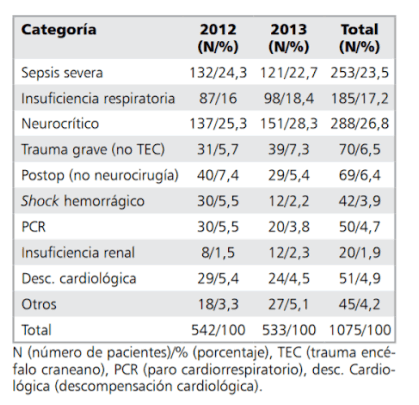 Categoría 2012 (N/%) 2013 (N/%) Total (N/%)
Sepsis severa 132/24,3 121/22,7 253/23,5
Insuficiencia respiratoria 87/16 98/18,4 185/17,2
Neurocrítico 137/25,3 151/28,3 288/26,8
Trauma grave (no TEC) 31/5,7 39/7,3 70/6,5
Postop (no neurocirugía) 40/7,4 29/5,4 69/6,4
Shock hemorrágico 30/5,5 12/2,2 42/3,9
PCR 30/5,5 20/3,8 50/4,7
Insuficiencia renal 8/1,5 12/2,3 20/1,9
Desc. cardiológica 29/5,4 24/4,5 51/4,9
Otros 18/3,3 27/5,1 45/4,2
Total 542/100 533/100 1075/100
N (número de pacientes)/% (porcentaje), TEC (trauma encé-
falo craneano), PCR (paro cardiorrespiratorio), desc. Cardio-
lógica (descompensación cardiológica).